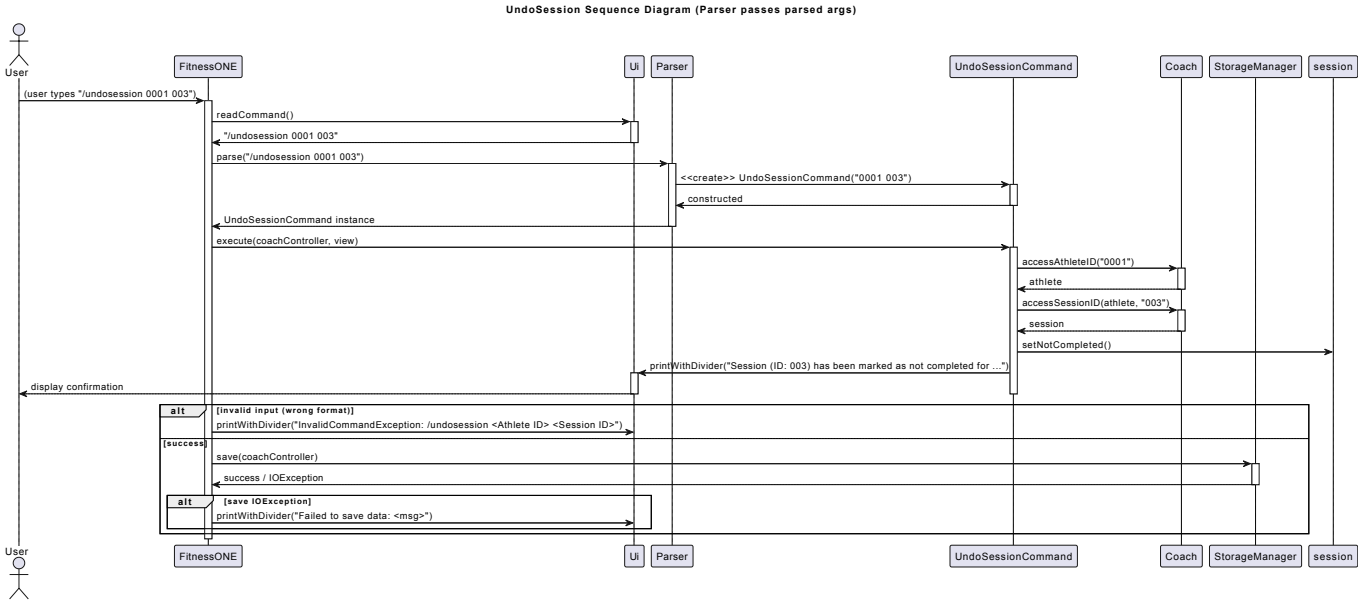 UndoSession Sequence Diagram (Parser passes parsed args)
User
FitnessONE
Ui
Parser
UndoSessionCommand
Coach
StorageManager
session
(user types "/undosession 0001 003")
readCommand()
"/undosession 0001 003"
parse("/undosession 0001 003")
<<create>> UndoSessionCommand("0001 003")
constructed
UndoSessionCommand instance
execute(coachController, view)
accessAthleteID("0001")
athlete
accessSessionID(athlete, "003")
session
setNotCompleted()
printWithDivider("Session (ID: 003) has been marked as not completed for ...")
display confirmation
alt [invalid input (wrong format)]
printWithDivider("InvalidCommandException: /undosession <Athlete ID> <Session ID>")
[success]
save(coachController)
success / IOException
alt [save IOException]
printWithDivider("Failed to save data: <msg>")
User
FitnessONE
Ui
Parser
UndoSessionCommand
Coach
StorageManager
session